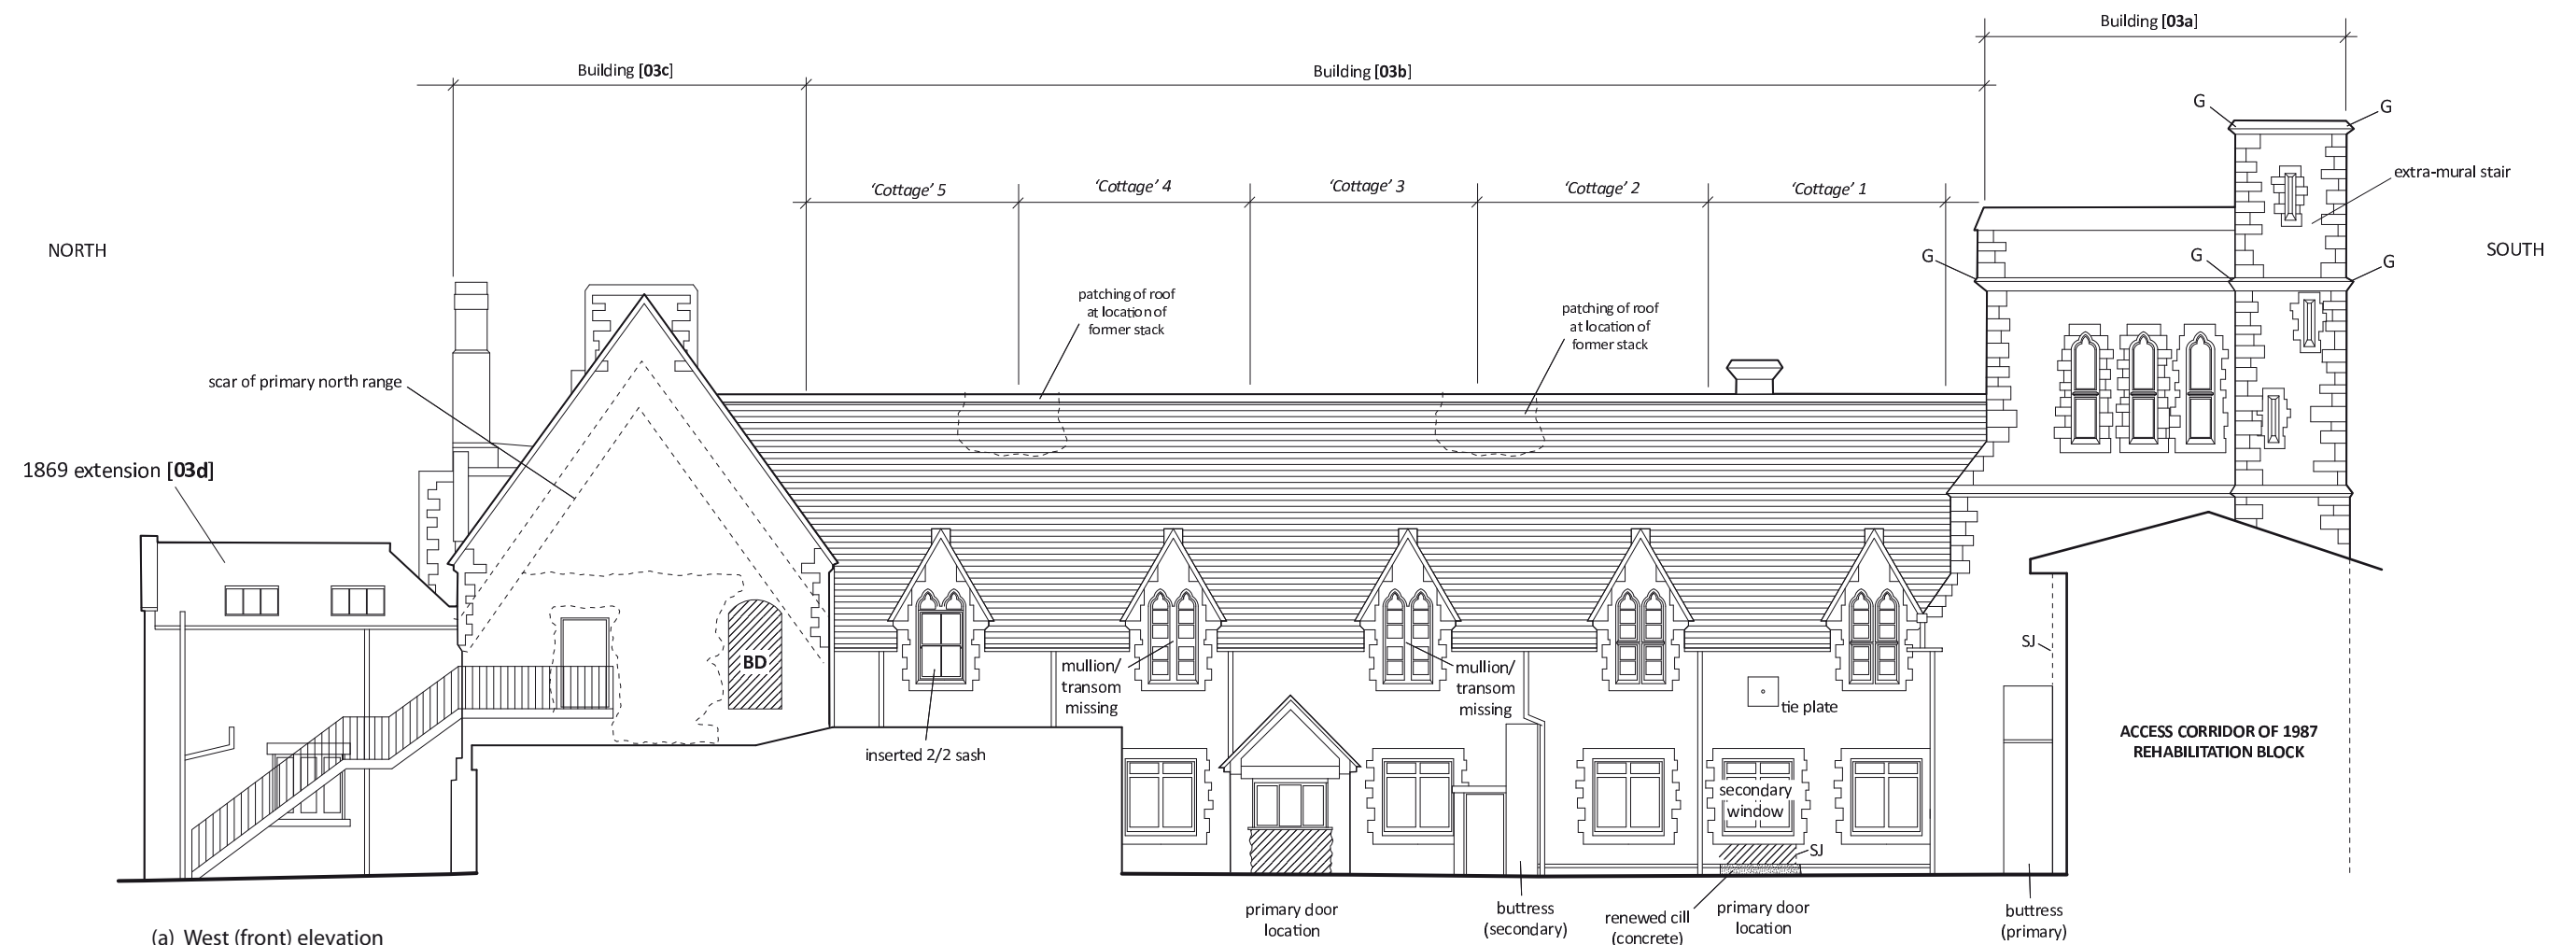 Building [03a]
Building [03c]
Building [03b]
G
G
extra-mural stair
'Cottage' 5
'Cottage' 4
'Cottage' 3
'Cottage' 2
'Cottage' 1
NORTH
SOUTH
G
G
G
patching of roof
at location of
former stack
patching of roof
at location of
former stack
scar of primary north range
1869 extension [03d]
BD
mullion/
transom
missing
mullion/
transom
missing
SJ
tie plate
inserted 2/2 sash
ACCESS CORRIDOR OF 1987
REHABILITATION BLOCK
secondary
window
SJ
primary door
location
buttress
(secondary)
renewed cill
(concrete)
primary door
location
buttress
(primary)
(a) West (front) elevation